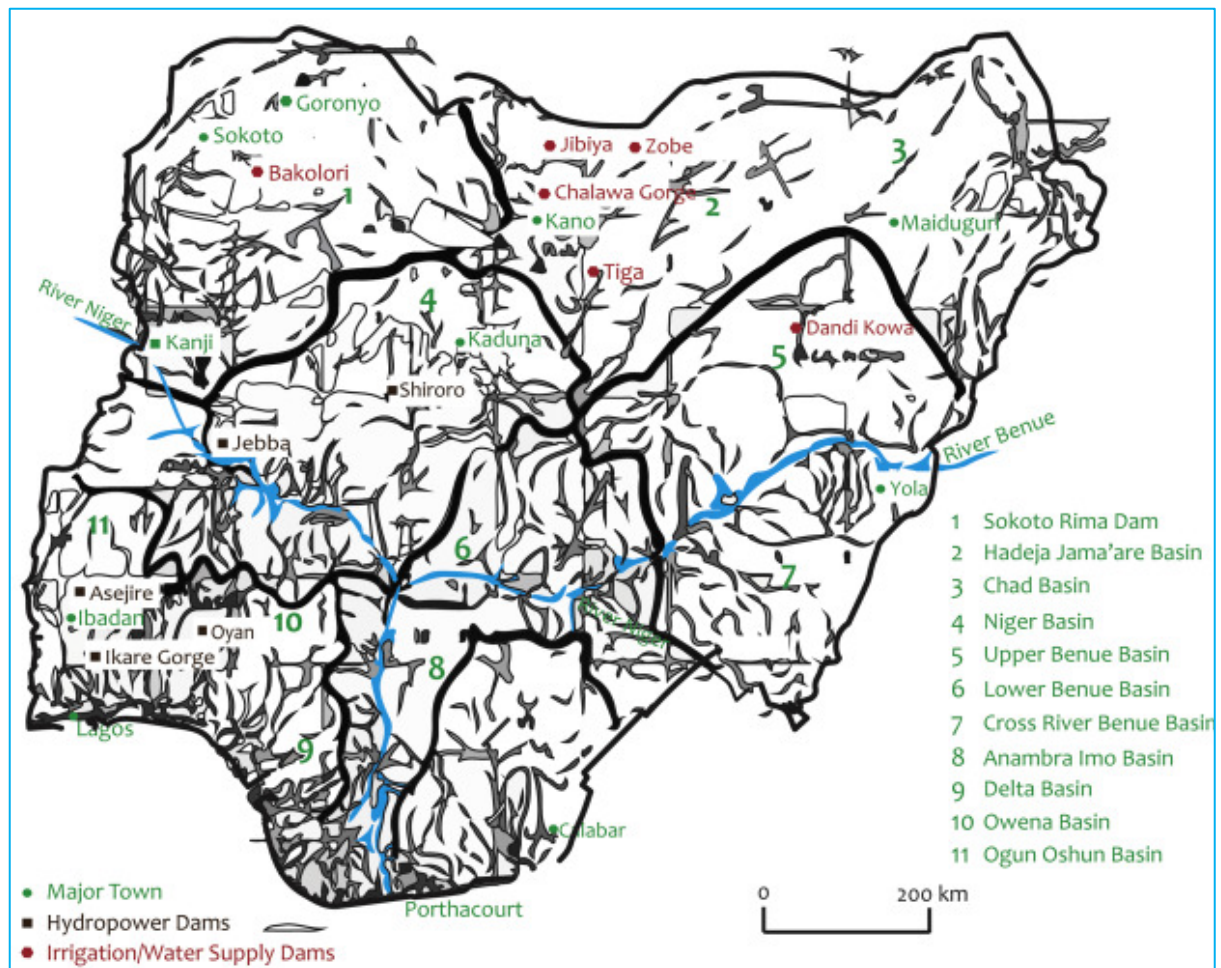 Goronyo
Sokoto
Jibiya
Zobe
3
Bakolori
1
Chalawa Gorge
2
Kano
Maiduguri
Tiga
River Niger
4
Kanji
Kaduna
Dandi Kowa
5
Shiroro
Jebba
River Benue
Yola
11
6
7
Asejire
Ibadan
10
Oyan
River Niger
Ikare Gorge
8
Lagos
9
Calabar
Porthacourt
1 Sokoto Rima Dam
2 Hadeja Jama'are Basin
3 Chad Basin
4 Niger Basin
5 Upper Benue Basin
6 Lower Benue Basin
7 Cross River Benue Basin
8 Anambra Imo Basin
9 Delta Basin
10 Owena Basin
11 Ogun Oshun Basin
Major Town
Hydropower Dams
Irrigation/Water Supply Dams
0 200 km